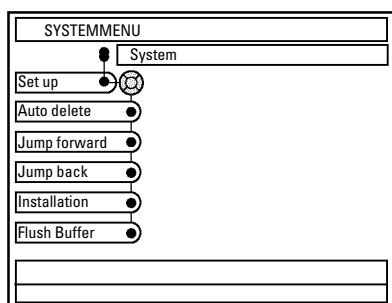 SYSTEMMENU
System
Set up
Auto delete
Jump forward
Jump back
Installation
Flush Buffer